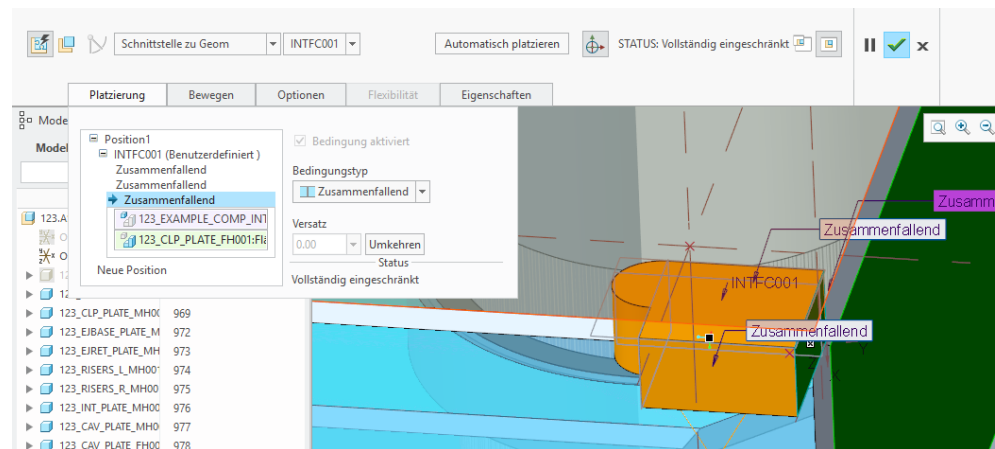 Schnittstelle zu Geom INTFC001 Automatisch platzieren STATUS: Vollständig eingeschränkt
Platzierung Bewegen Optionen Flexibilität Eigenschaften
Position1
INTFC001 (Benutzerdefiniert )
Zusammenfallend
Zusammenfallend
Zusammenfallend
123_EXAMPLE_COMP_INT
123_CLP_PLATE_FH001:Flä
Neue Position
Bedingung aktiviert
Bedingungstyp
Zusammenfallend
Versatz
0.00 Umkehren
Status
Vollständig eingeschränkt
Mode
Model
123.A
O
O
12
123_CLP_PLATE_MH00 969
123_EJBASE_PLATE_M 972
123_EJRET_PLATE_MH 973
123_RISERS_L_MH001 974
123_RISERS_R_MH00 975
123_INT_PLATE_MH00 976
123_CAV_PLATE_MH0 977
123_CAV_PLATE_FH00 978
Zusamm
Zusammenfallend
INTFC001
Zusammenfallend